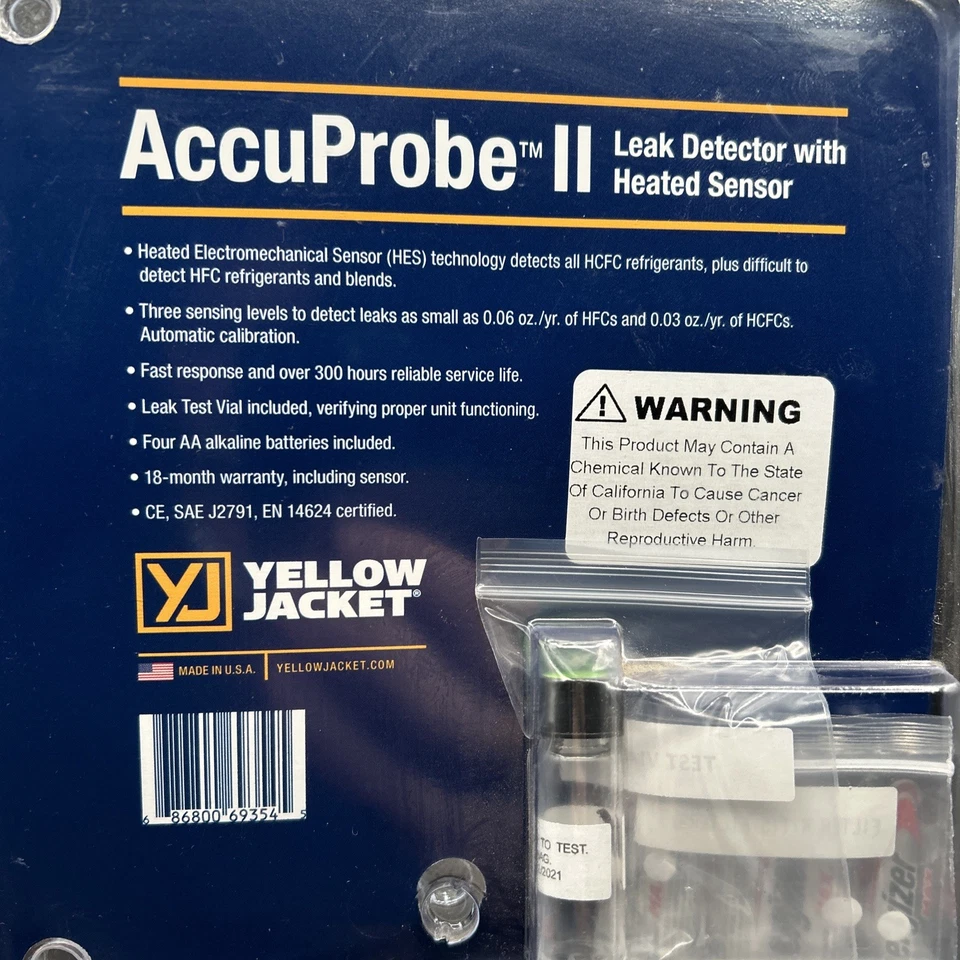 AccuProbe™ II
Leak Detector with
Heated Sensor
• Heated Electromechanical Sensor (HES) technology detects all HCFC refrigerants, plus difficult to
detect HFC refrigerants and blends.
• Three sensing levels to detect leaks as small as 0.06 oz./yr. of HFCs and 0.03 oz./yr. of HCFCs.
Automatic calibration.
• Fast response and over 300 hours reliable service life.
• Leak Test Vial included, verifying proper unit functioning.
• Four AA alkaline batteries included.
• 18-month warranty, including sensor.
• CE, SAE J2791, EN 14624 certified.
WARNING
This Product May Contain A
Chemical Known To The State
Of California To Cause Cancer
Or Birth Defects Or Other
Reproductive Harm.
YJ YELLOW
JACKET®
MADE IN U.S.A. | YELLOWJACKET.COM
6 86800 69354 5
TEST
TO TEST.
AG.
/2021